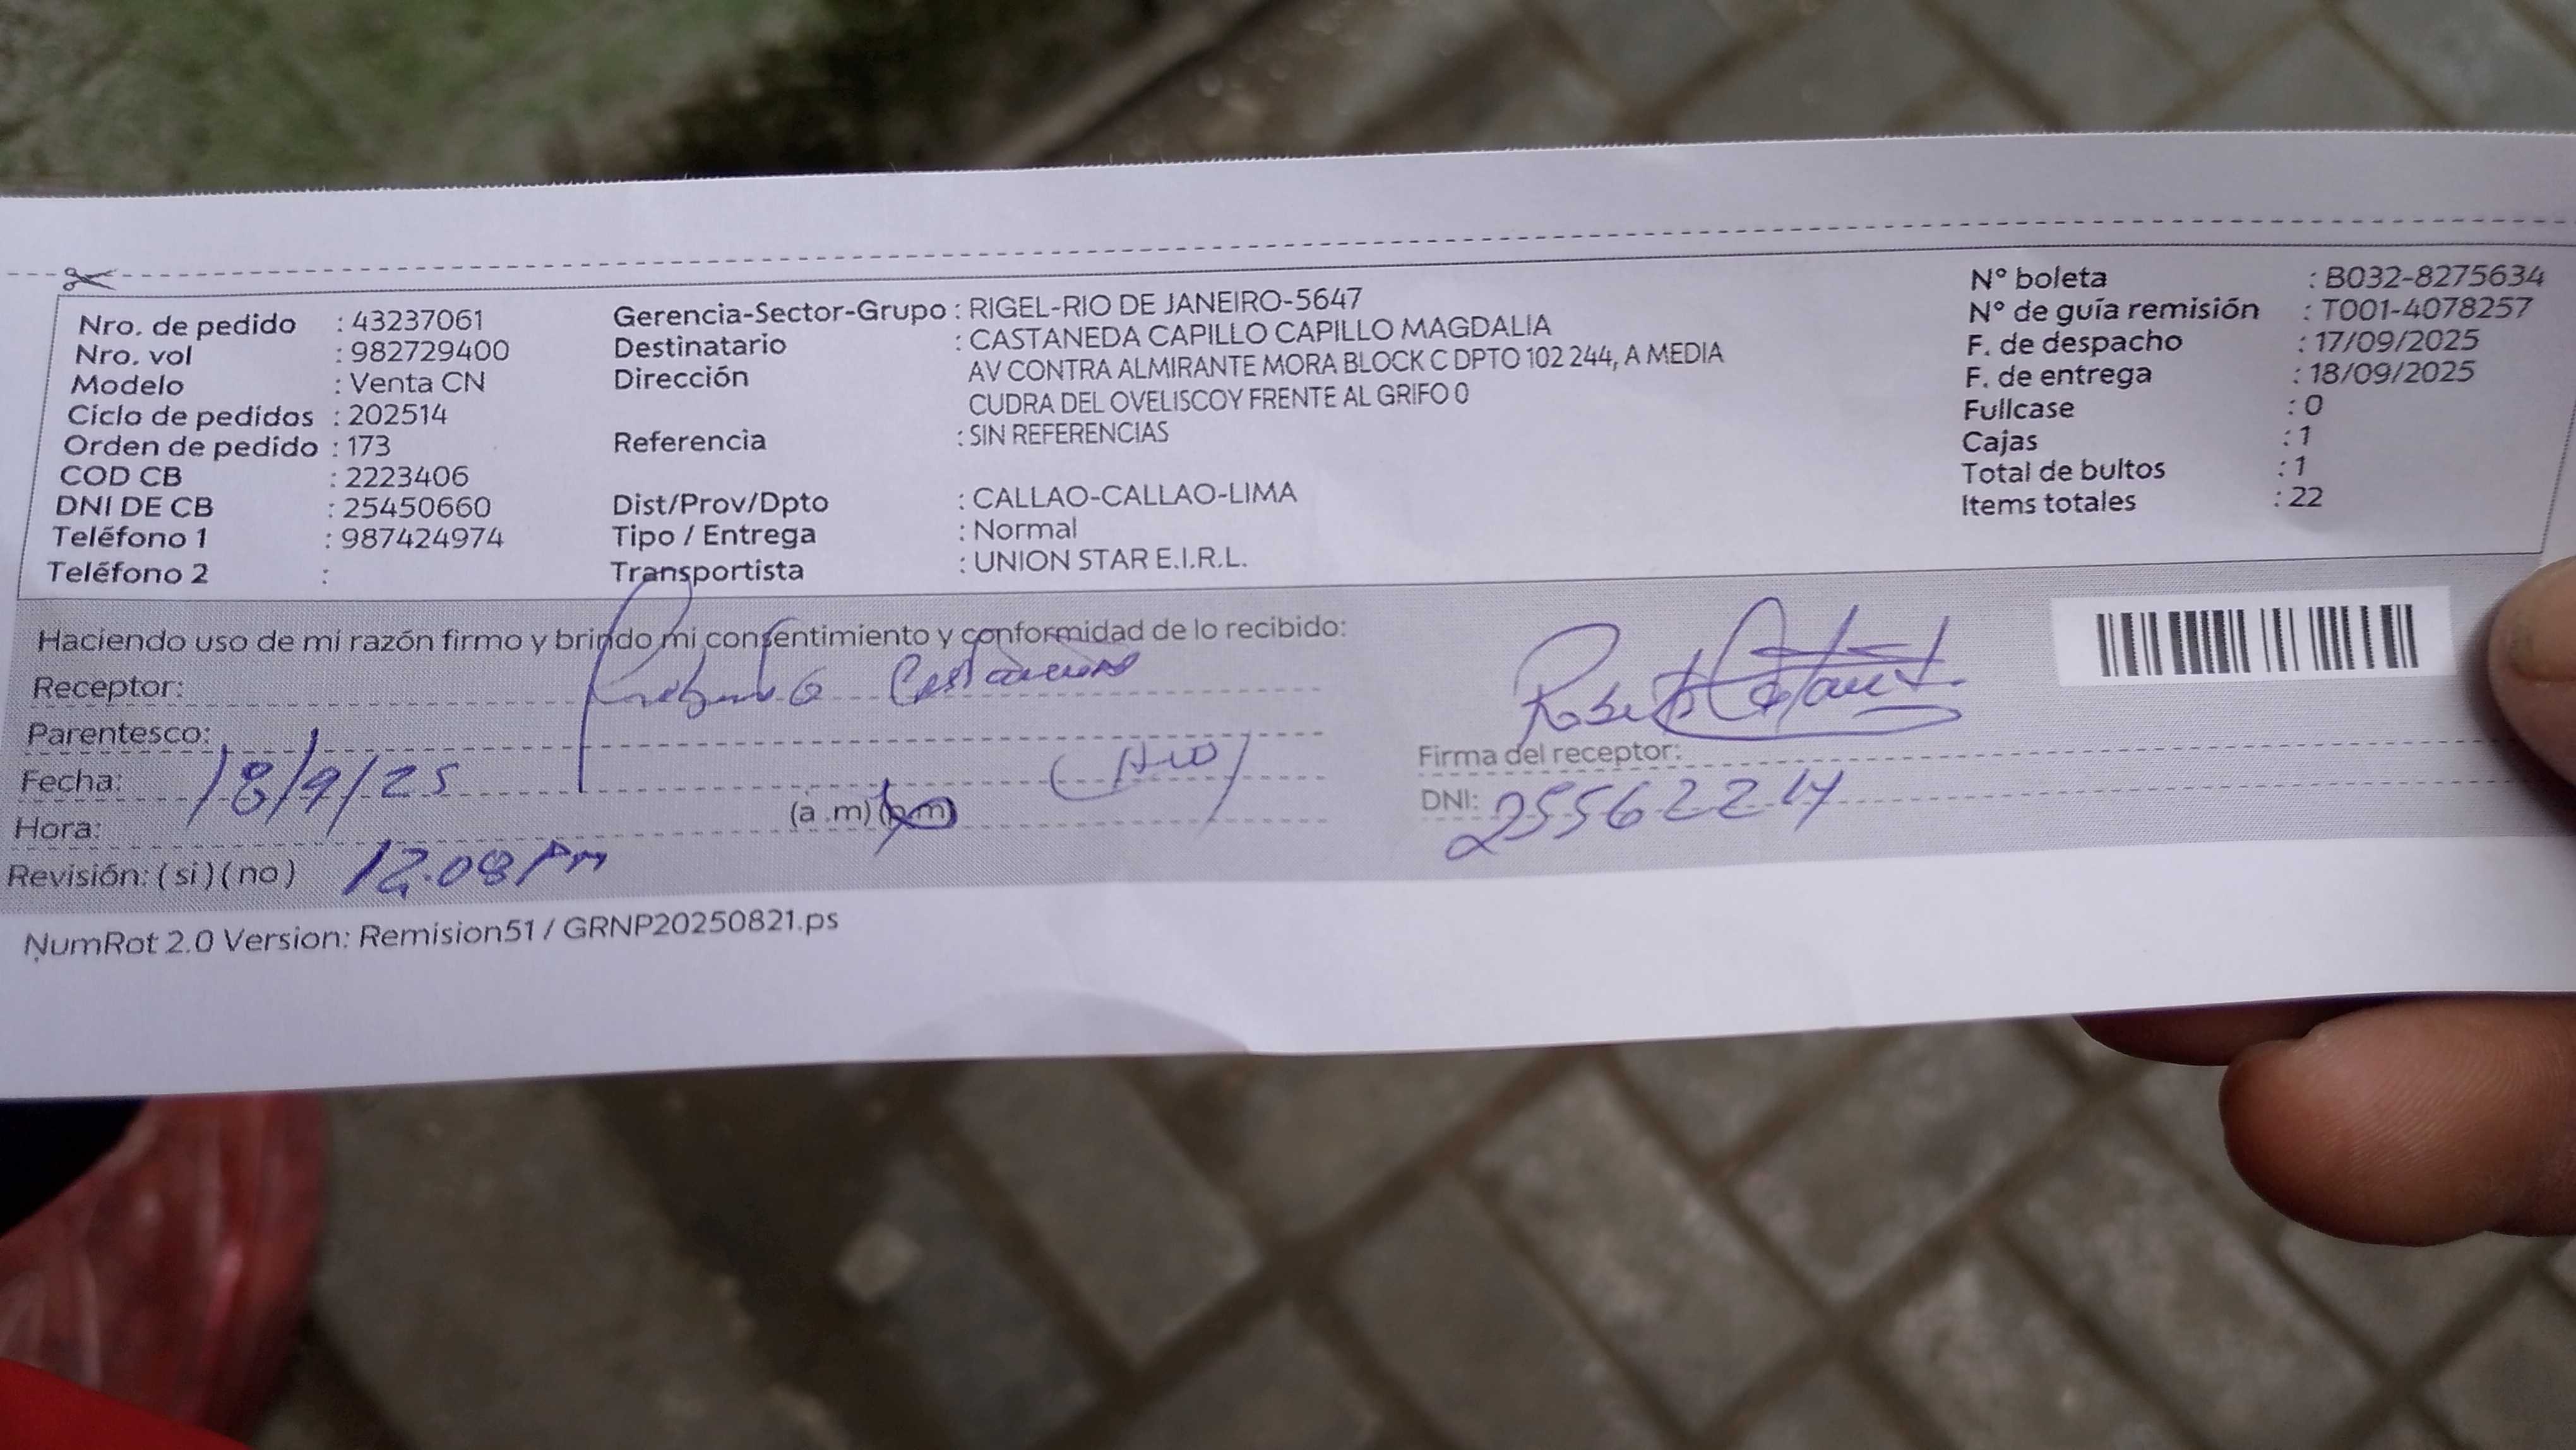 Nro. de pedido : 43237061
Nro. vol : 982729400
Modelo : Venta CN
Ciclo de pedidos : 202514
Orden de pedido : 173
COD CB : 2223406
DNI DE CB : 25450660
Teléfono 1 : 987424974
Teléfono 2 :
Gerencia-Sector-Grupo : RIGEL-RIO DE JANEIRO-5647
Destinatario : CASTANEDA CAPILLO CAPILLO MAGDALIA
Dirección AV CONTRA ALMIRANTE MORA BLOCK C DPTO 102 244, A MEDIA
CUDRA DEL OVELISCOY FRENTE AL GRIFO 0
Referencia : SIN REFERENCIAS
Dist/Prov/Dpto : CALLAO-CALLAO-LIMA
Tipo / Entrega : Normal
Transportista : UNION STAR E.I.R.L.
N° boleta : B032-8275634
N° de guía remisión : T001-4078257
F. de despacho : 17/09/2025
F. de entrega : 18/09/2025
Fullcase : 0
Cajas : 1
Total de bultos : 1
Items totales : 22
Haciendo uso de mi razón firmo y brindo mi consentimiento y conformidad de lo recibido:
Receptor:
Parentesco:
Fecha: 18/9/25
Hora: (a .m) (p.m)
Revisión: ( si ) ( no ) 12.08 Pm
Firma del receptor:
DNI: 25562214
NumRot 2.0 Version: Remision51 / GRNP20250821.ps